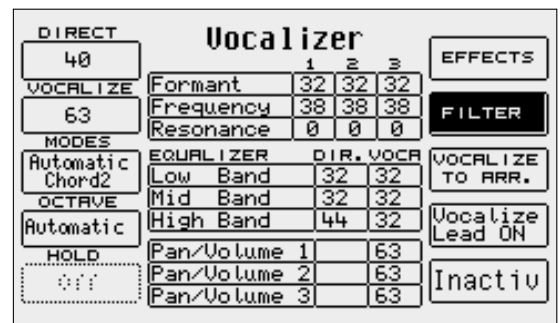 Vocalizer
DIRECT
40
VOCALIZE
63
MODES
Automatic
Chord2
OCTAVE
Automatic
HOLD
Off
1 2 3
Formant 32 32 32
Frequency 38 38 38
Resonance 0 0 0
EQUALIZER DIR. VOCA
Low Band 32 32
Mid Band 32 32
High Band 44 32
Pan/Volume 1 63
Pan/Volume 2 63
Pan/Volume 3 63
EFFECTS
FILTER
VOCALIZE
TO ARR.
Vocalize
Lead ON
Inactiv